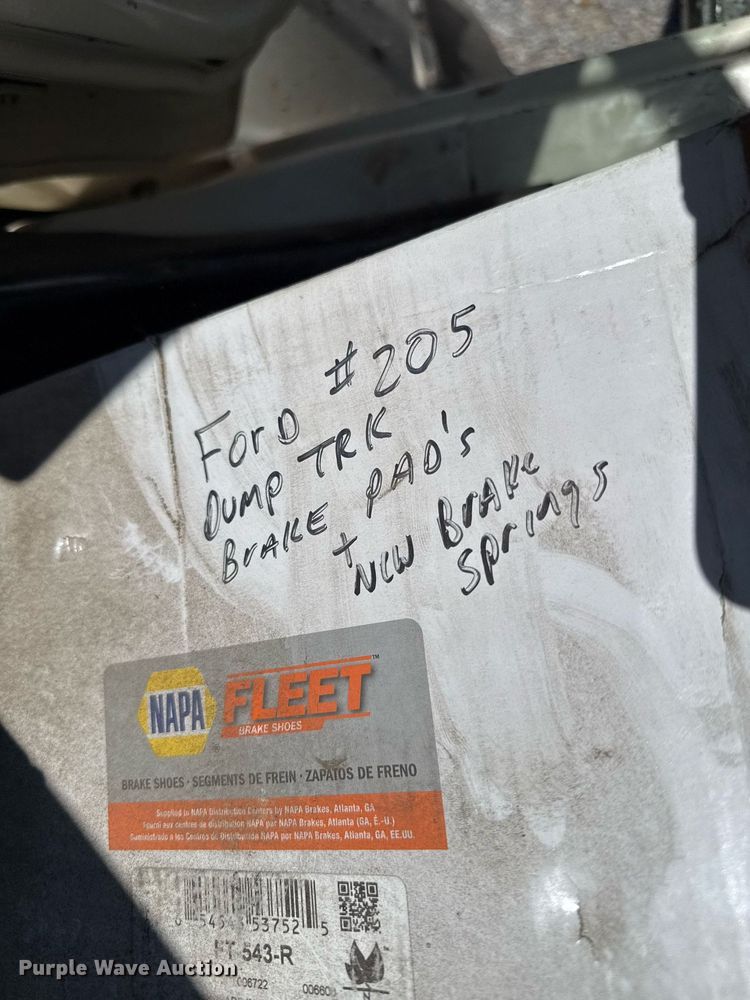 FORD #205
DUMP TRK
BrAKE PAD's
+
NEW BrAKe
SPrINgS
NAPA FLEET™
BRAKE SHOES
BRAKE SHOES · SEGMENTS DE FREIN · ZAPATOS DE FRENO
Supplied to NAPA Distribution Centers by NAPA Brakes, Atlanta, GA
Fourni aux centres de distribution NAPA par NAPA Brakes, Atlanta (GA, É.-U.)
Suministrado a los Centros de Distribution NAPA por NAPA Brakes, Atlanta, GA, EE.UU.
53752 5
543-R
006722
Purple Wave Auction